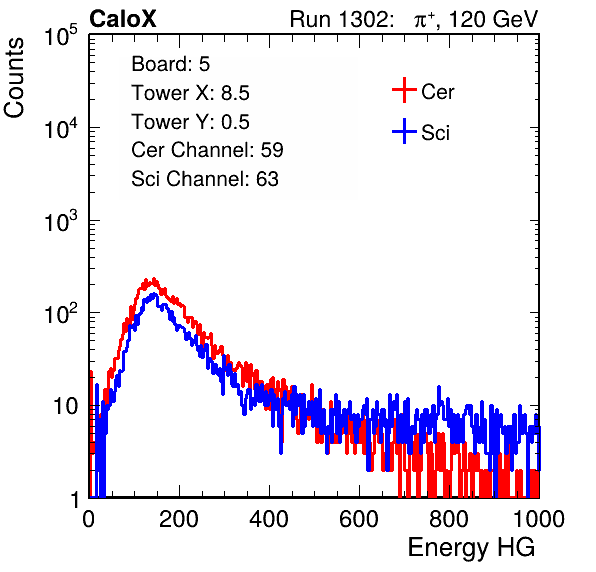 CaloX Run 1302: π⁺, 120 GeV
Counts
Board: 5
Tower X: 8.5
Tower Y: 0.5
Cer Channel: 59
Sci Channel: 63
Cer
Sci
10⁵
10⁴
10³
10²
10
1
0 200 400 600 800 1000
Energy HG